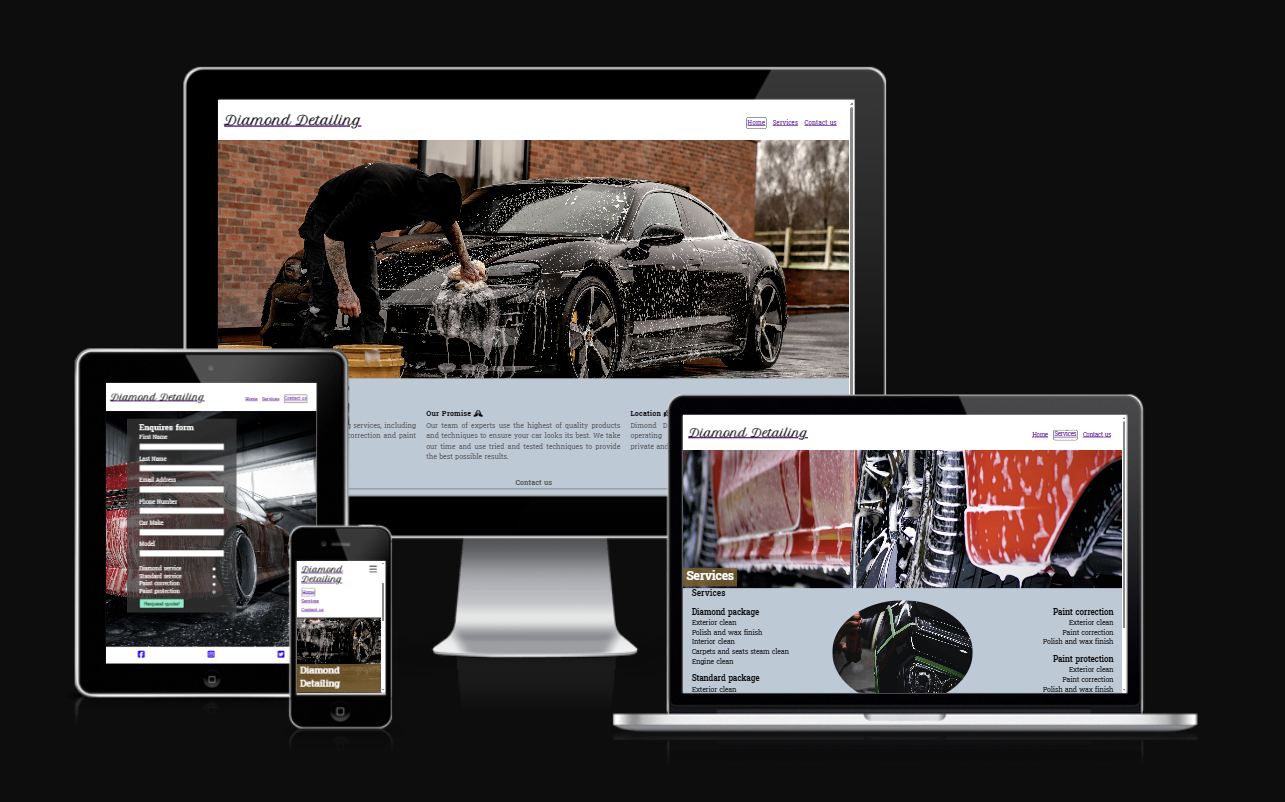 Diamond Detailing
Home Services Contact us
services, including
correction and paint
Our Promise
Our team of experts use the highest of quality products
and techniques to ensure your car looks its best. We take
our time and use tried and tested techniques to provide
the best possible results.
Location
Dimond
operating
private and
Contact us
Diamond Detailing
Home Services Contact us
Enquires form
First Name
Last Name
Email Address
Phone Number
Car Make
Model
Diamond service
Standard service
Paint correction
Paint protection
Request quote!
Diamond
Detailing
Home
Services
Contact us
Diamond
Detailing
Diamond Detailing
Home Services Contact us
Services
Services
Diamond package
Exterior clean
Polish and wax finish
Interior clean
Carpets and seats steam clean
Engine clean
Standard package
Exterior clean
Paint correction
Exterior clean
Paint correction
Polish and wax finish
Paint protection
Exterior clean
Paint correction
Polish and wax finish